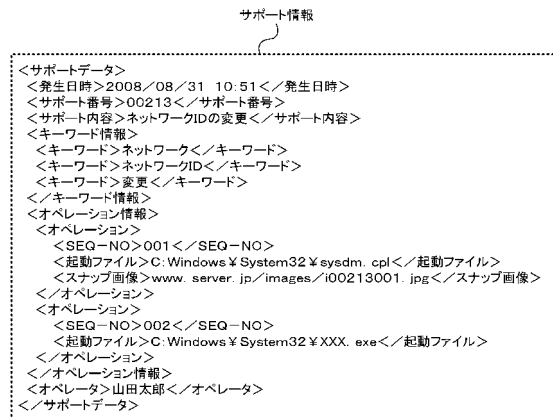 サポート情報
<サポートデータ>
<発生日時>2008/08/31 10:51</発生日時>
<サポート番号>00213</サポート番号>
<サポート内容>ネットワークIDの変更</サポート内容>
<キーワード情報>
<キーワード>ネットワーク</キーワード>
<キーワード>ネットワークID</キーワード>
<キーワード>変更</キーワード>
</キーワード情報>
<オペレーション情報>
<オペレーション>
<SEQ-NO>001</SEQ-NO>
<起動ファイル>C:Windows¥System32¥sysdm.cpl</起動ファイル>
<スナップ画像>www.server.jp/images/i00213001.jpg</スナップ画像>
</オペレーション>
<オペレーション>
<SEQ-NO>002</SEQ-NO>
<起動ファイル>C:Windows¥System32¥XXX.exe</起動ファイル>
</オペレーション>
</オペレーション情報>
<オペレータ>山田太郎</オペレータ>
</サポートデータ>